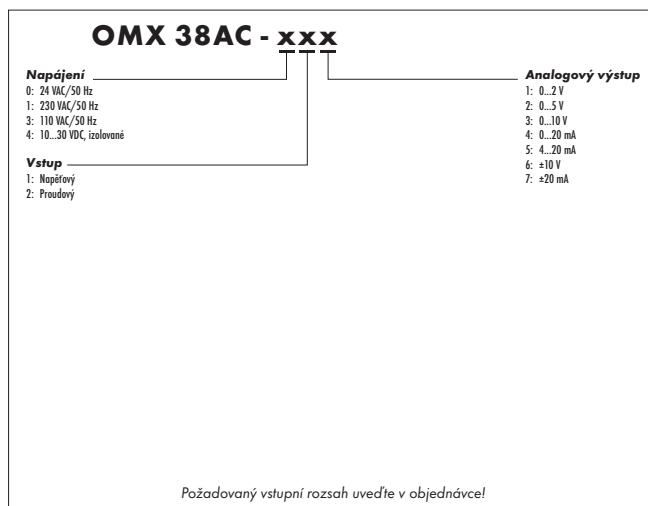 OMX 38AC - xxx
Napájení
0: 24 VAC/50 Hz
1: 230 VAC/50 Hz
3: 110 VAC/50 Hz
4: 10...30 VDC, izolované
Vstup
1: Napěťový
2: Proudový
Analogový výstup
1: 0...2 V
2: 0...5 V
3: 0...10 V
4: 0...20 mA
5: 4...20 mA
6: ±10 V
7: ±20 mA
Požadovaný vstupní rozsah uveďte v objednávce!